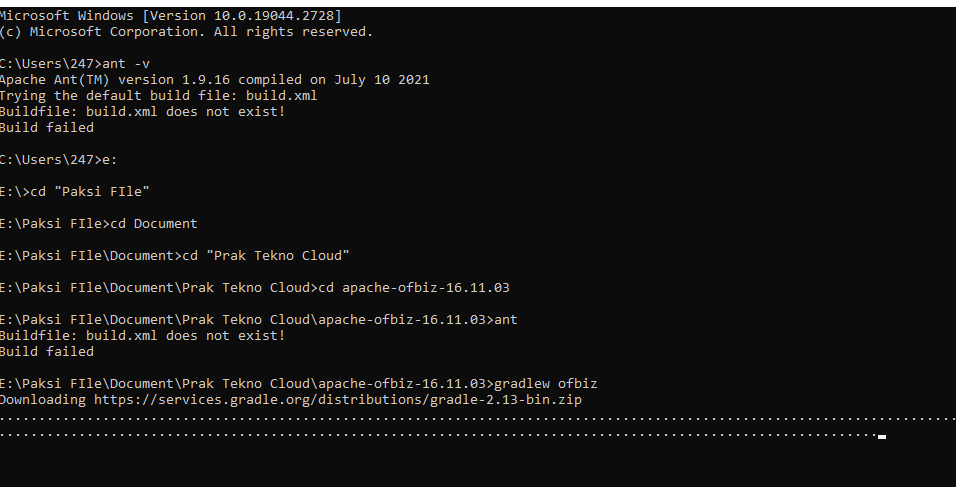 Microsoft Windows [Version 10.0.19044.2728]
(c) Microsoft Corporation. All rights reserved.
C:\Users\247>ant -v
Apache Ant(TM) version 1.9.16 compiled on July 10 2021
Trying the default build file: build.xml
Buildfile: build.xml does not exist!
Build failed
C:\Users\247>e:
E:\>cd "Paksi FIle"
E:\Paksi FIle>cd Document
E:\Paksi FIle\Document>cd "Prak Tekno Cloud"
E:\Paksi FIle\Document\Prak Tekno Cloud>cd apache-ofbiz-16.11.03
E:\Paksi FIle\Document\Prak Tekno Cloud\apache-ofbiz-16.11.03>ant
Buildfile: build.xml does not exist!
Build failed
E:\Paksi FIle\Document\Prak Tekno Cloud\apache-ofbiz-16.11.03>gradlew ofbiz
Downloading https://services.gradle.org/distributions/gradle-2.13-bin.zip
........................................................................................................................
...............................................................................................................